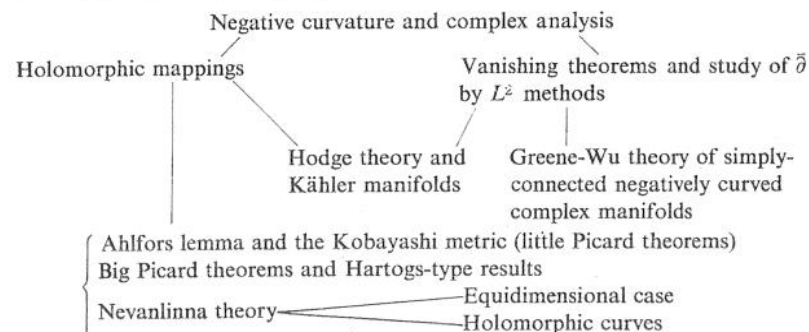 Negative curvature and complex analysis
Holomorphic mappings
Vanishing theorems and study of ∂̄
by L² methods
Hodge theory and
Kähler manifolds
Greene-Wu theory of simply-
connected negatively curved
complex manifolds
Ahlfors lemma and the Kobayashi metric (little Picard theorems)
Big Picard theorems and Hartogs-type results
Nevanlinna theory
Equidimensional case
Holomorphic curves